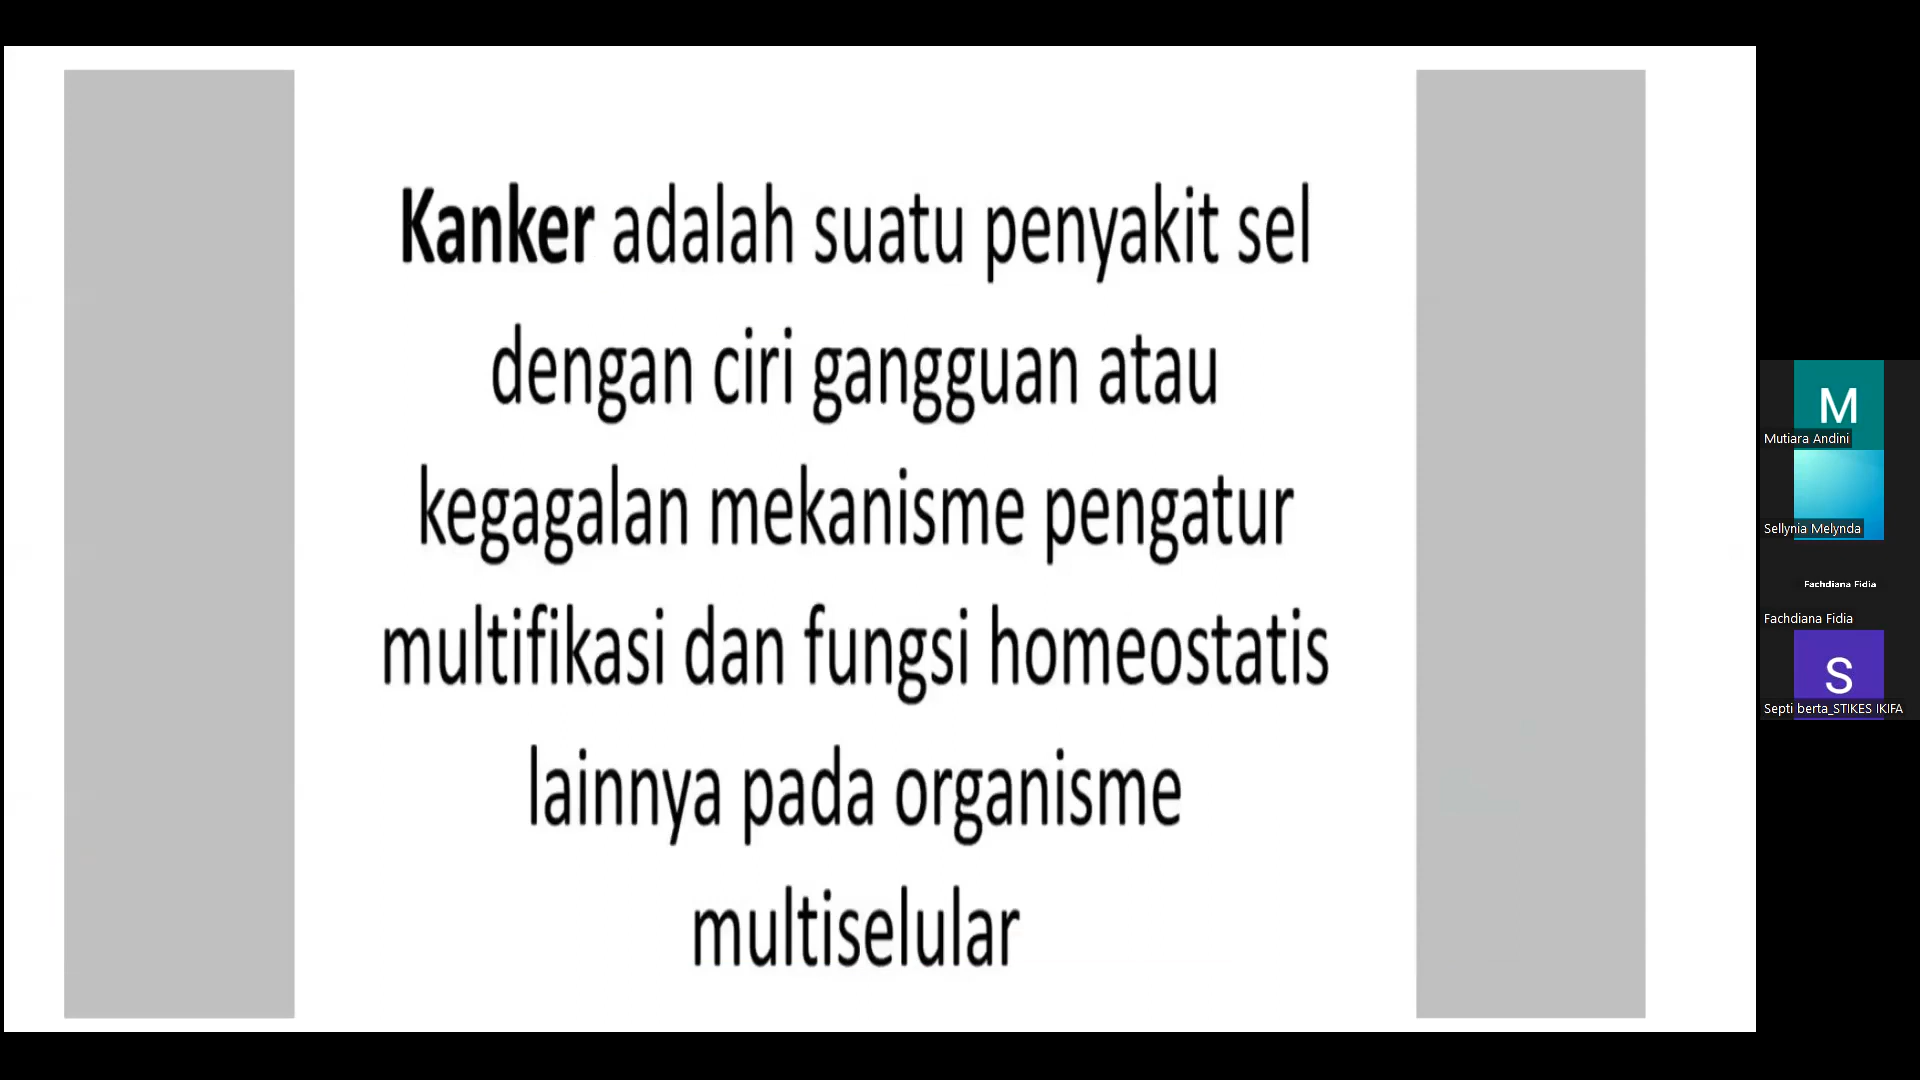 Kanker adalah suatu penyakit sel
dengan ciri gangguan atau
kegagalan mekanisme pengatur
multifikasi dan fungsi homeostatis
lainnya pada organisme
multiselular
M
Mutiara Andini
Sellynia Melynda
Fachdiana Fidia
Fachdiana Fidia
S
Septi berta_STIKES IKIFA